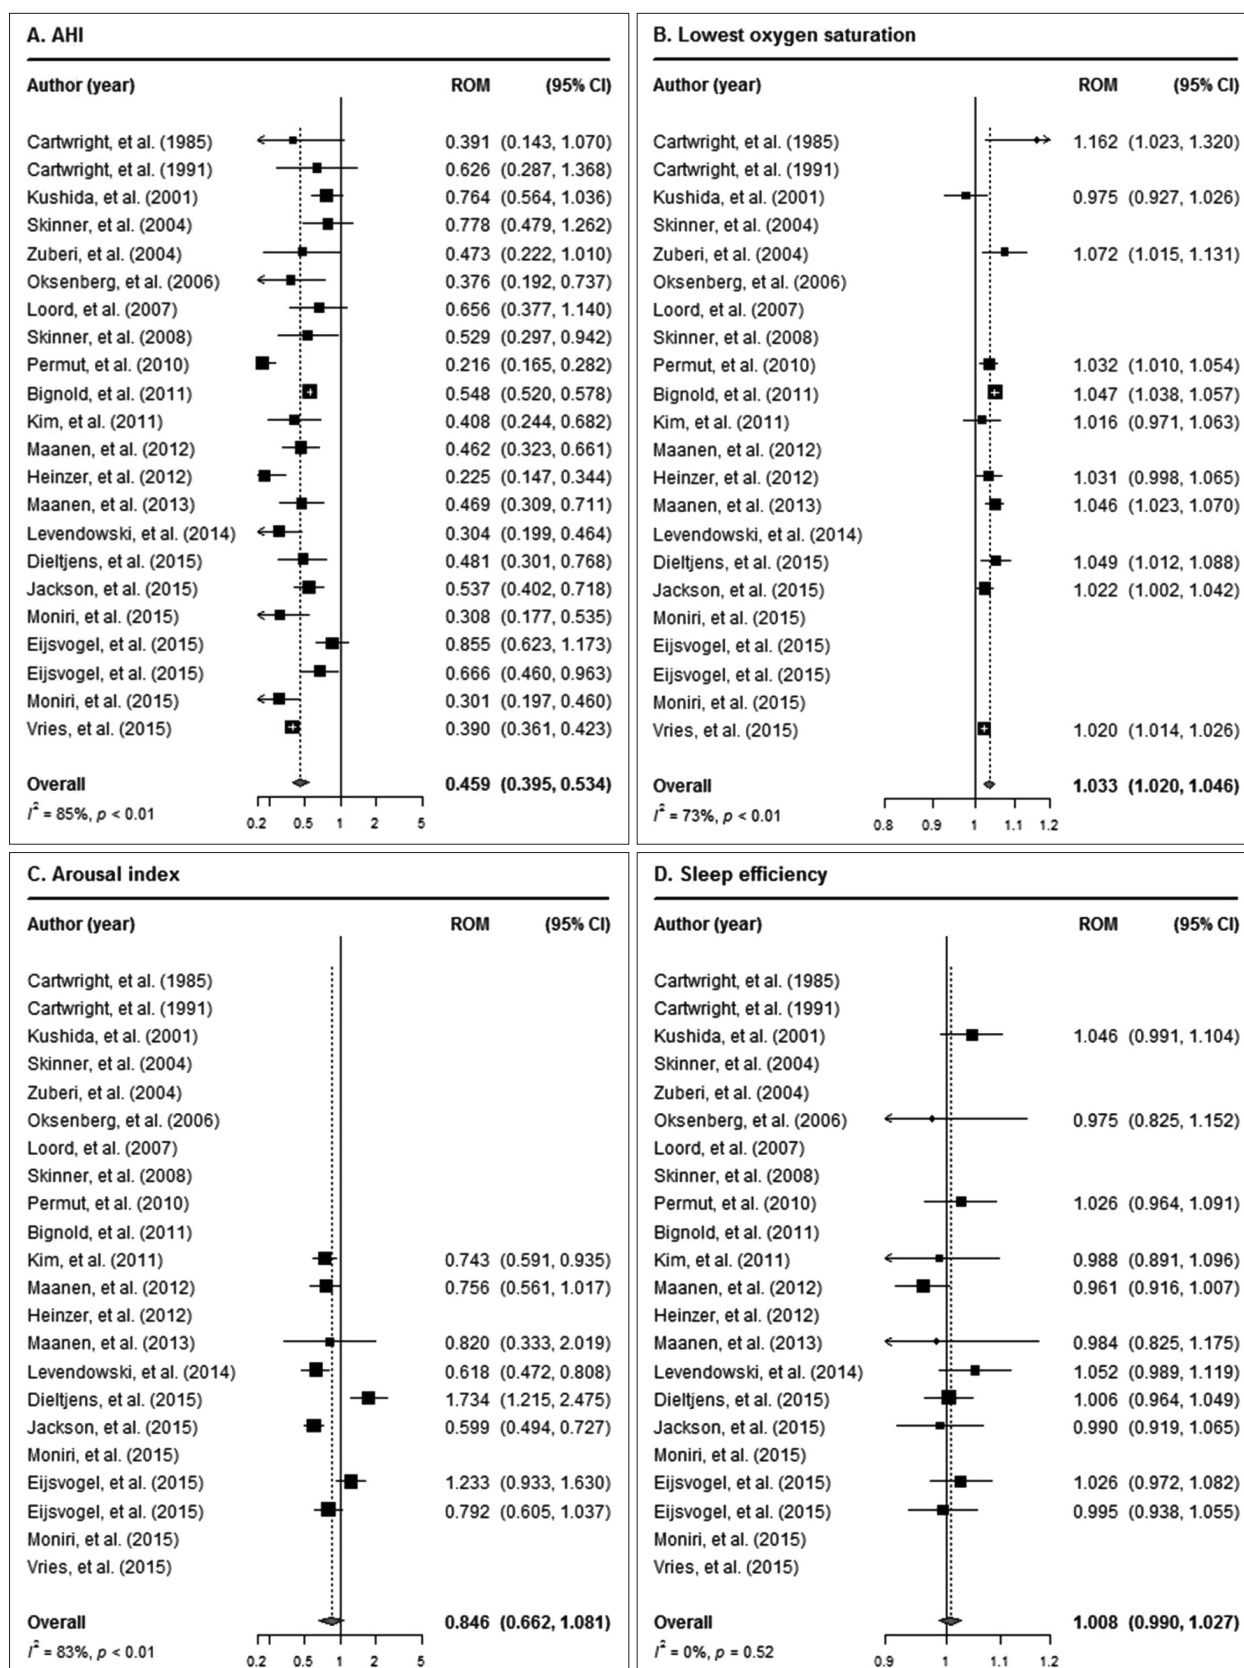 A. AHI
Author (year) ROM (95% CI)
Cartwright, et al. (1985) 0.391 (0.143, 1.070)
Cartwright, et al. (1991) 0.626 (0.287, 1.368)
Kushida, et al. (2001) 0.764 (0.564, 1.036)
Skinner, et al. (2004) 0.778 (0.479, 1.262)
Zuberi, et al. (2004) 0.473 (0.222, 1.010)
Oksenberg, et al. (2006) 0.376 (0.192, 0.737)
Loord, et al. (2007) 0.656 (0.377, 1.140)
Skinner, et al. (2008) 0.529 (0.297, 0.942)
Permut, et al. (2010) 0.216 (0.165, 0.282)
Bignold, et al. (2011) 0.548 (0.520, 0.578)
Kim, et al. (2011) 0.408 (0.244, 0.682)
Maanen, et al. (2012) 0.462 (0.323, 0.661)
Heinzer, et al. (2012) 0.225 (0.147, 0.344)
Maanen, et al. (2013) 0.469 (0.309, 0.711)
Levendowski, et al. (2014) 0.304 (0.199, 0.464)
Dieltjens, et al. (2015) 0.481 (0.301, 0.768)
Jackson, et al. (2015) 0.537 (0.402, 0.718)
Moniri, et al. (2015) 0.308 (0.177, 0.535)
Eijsvogel, et al. (2015) 0.855 (0.623, 1.173)
Eijsvogel, et al. (2015) 0.666 (0.460, 0.963)
Moniri, et al. (2015) 0.301 (0.197, 0.460)
Vries, et al. (2015) 0.390 (0.361, 0.423)
Overall 0.459 (0.395, 0.534)
I² = 85%, p < 0.01
0.2 0.5 1 2 5
B. Lowest oxygen saturation
Author (year) ROM (95% CI)
Cartwright, et al. (1985) 1.162 (1.023, 1.320)
Cartwright, et al. (1991)
Kushida, et al. (2001) 0.975 (0.927, 1.026)
Skinner, et al. (2004)
Zuberi, et al. (2004) 1.072 (1.015, 1.131)
Oksenberg, et al. (2006)
Loord, et al. (2007)
Skinner, et al. (2008)
Permut, et al. (2010) 1.032 (1.010, 1.054)
Bignold, et al. (2011) 1.047 (1.038, 1.057)
Kim, et al. (2011) 1.016 (0.971, 1.063)
Maanen, et al. (2012)
Heinzer, et al. (2012) 1.031 (0.998, 1.065)
Maanen, et al. (2013) 1.046 (1.023, 1.070)
Levendowski, et al. (2014)
Dieltjens, et al. (2015) 1.049 (1.012, 1.088)
Jackson, et al. (2015) 1.022 (1.002, 1.042)
Moniri, et al. (2015)
Eijsvogel, et al. (2015)
Eijsvogel, et al. (2015)
Moniri, et al. (2015)
Vries, et al. (2015) 1.020 (1.014, 1.026)
Overall 1.033 (1.020, 1.046)
I² = 73%, p < 0.01
0.8 0.9 1 1.1 1.2
C. Arousal index
Author (year) ROM (95% CI)
Cartwright, et al. (1985)
Cartwright, et al. (1991)
Kushida, et al. (2001)
Skinner, et al. (2004)
Zuberi, et al. (2004)
Oksenberg, et al. (2006)
Loord, et al. (2007)
Skinner, et al. (2008)
Permut, et al. (2010)
Bignold, et al. (2011)
Kim, et al. (2011) 0.743 (0.591, 0.935)
Maanen, et al. (2012) 0.756 (0.561, 1.017)
Heinzer, et al. (2012)
Maanen, et al. (2013) 0.820 (0.333, 2.019)
Levendowski, et al. (2014) 0.618 (0.472, 0.808)
Dieltjens, et al. (2015) 1.734 (1.215, 2.475)
Jackson, et al. (2015) 0.599 (0.494, 0.727)
Moniri, et al. (2015)
Eijsvogel, et al. (2015) 1.233 (0.933, 1.630)
Eijsvogel, et al. (2015) 0.792 (0.605, 1.037)
Moniri, et al. (2015)
Vries, et al. (2015)
Overall 0.846 (0.662, 1.081)
I² = 83%, p < 0.01
0.2 0.5 1 2 5
D. Sleep efficiency
Author (year) ROM (95% CI)
Cartwright, et al. (1985)
Cartwright, et al. (1991)
Kushida, et al. (2001) 1.046 (0.991, 1.104)
Skinner, et al. (2004)
Zuberi, et al. (2004)
Oksenberg, et al. (2006) 0.975 (0.825, 1.152)
Loord, et al. (2007)
Skinner, et al. (2008)
Permut, et al. (2010) 1.026 (0.964, 1.091)
Bignold, et al. (2011)
Kim, et al. (2011) 0.988 (0.891, 1.096)
Maanen, et al. (2012) 0.961 (0.916, 1.007)
Heinzer, et al. (2012)
Maanen, et al. (2013) 0.984 (0.825, 1.175)
Levendowski, et al. (2014) 1.052 (0.989, 1.119)
Dieltjens, et al. (2015) 1.006 (0.964, 1.049)
Jackson, et al. (2015) 0.990 (0.919, 1.065)
Moniri, et al. (2015)
Eijsvogel, et al. (2015) 1.026 (0.972, 1.082)
Eijsvogel, et al. (2015) 0.995 (0.938, 1.055)
Moniri, et al. (2015)
Vries, et al. (2015)
Overall 1.008 (0.990, 1.027)
I² = 0%, p = 0.52
0.9 1 1.1 1.2